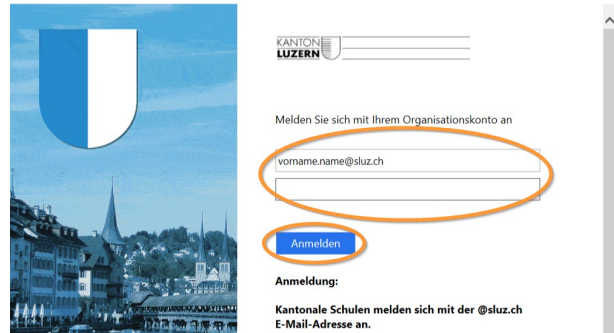 KANTON
LUZERN
Melden Sie sich mit Ihrem Organisationskonto an
vorname.name@sluz.ch
Anmelden
Anmeldung:
Kantonale Schulen melden sich mit der @sluz.ch
E-Mail-Adresse an.